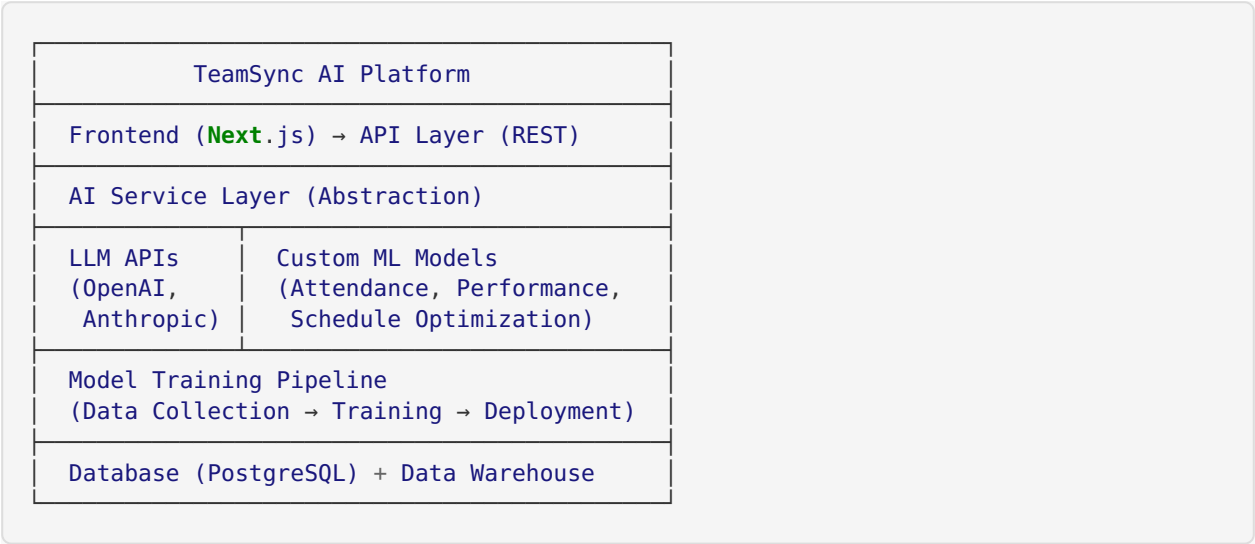 TeamSync AI Platform
Frontend (Next.js) → API Layer (REST)
AI Service Layer (Abstraction)
LLM APIs Custom ML Models
(OpenAI, (Attendance, Performance,
Anthropic) Schedule Optimization)
Model Training Pipeline
(Data Collection → Training → Deployment)
Database (PostgreSQL) + Data Warehouse